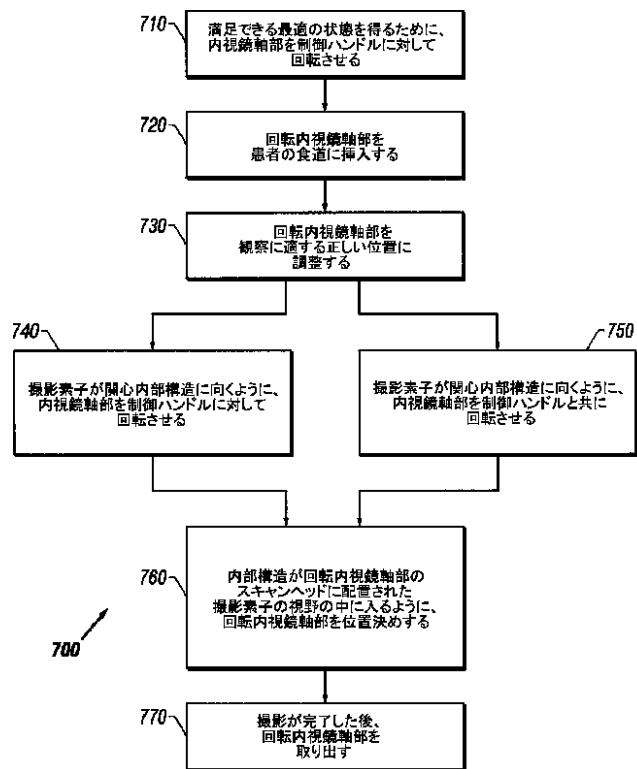 710
満足できる最適の状態を得るために、
内視鏡軸部を制御ハンドルに対して
回転させる
720
回転内視鏡軸部を
患者の食道に挿入する
730
回転内視鏡軸部を
観察に適する正しい位置に
調整する
740
撮影素子が関心内部構造に向くように、
内視鏡軸部を制御ハンドルに対して
回転させる
750
撮影素子が関心内部構造に向くように、
内視鏡軸部を制御ハンドルと共に
回転させる
760
内部構造が回転内視鏡軸部の
スキャンヘッドに配置された
撮影素子の視野の中に入るように、
回転内視鏡軸部を位置決めする
700
770
撮影が完了した後、
回転内視鏡軸部を
取り出す